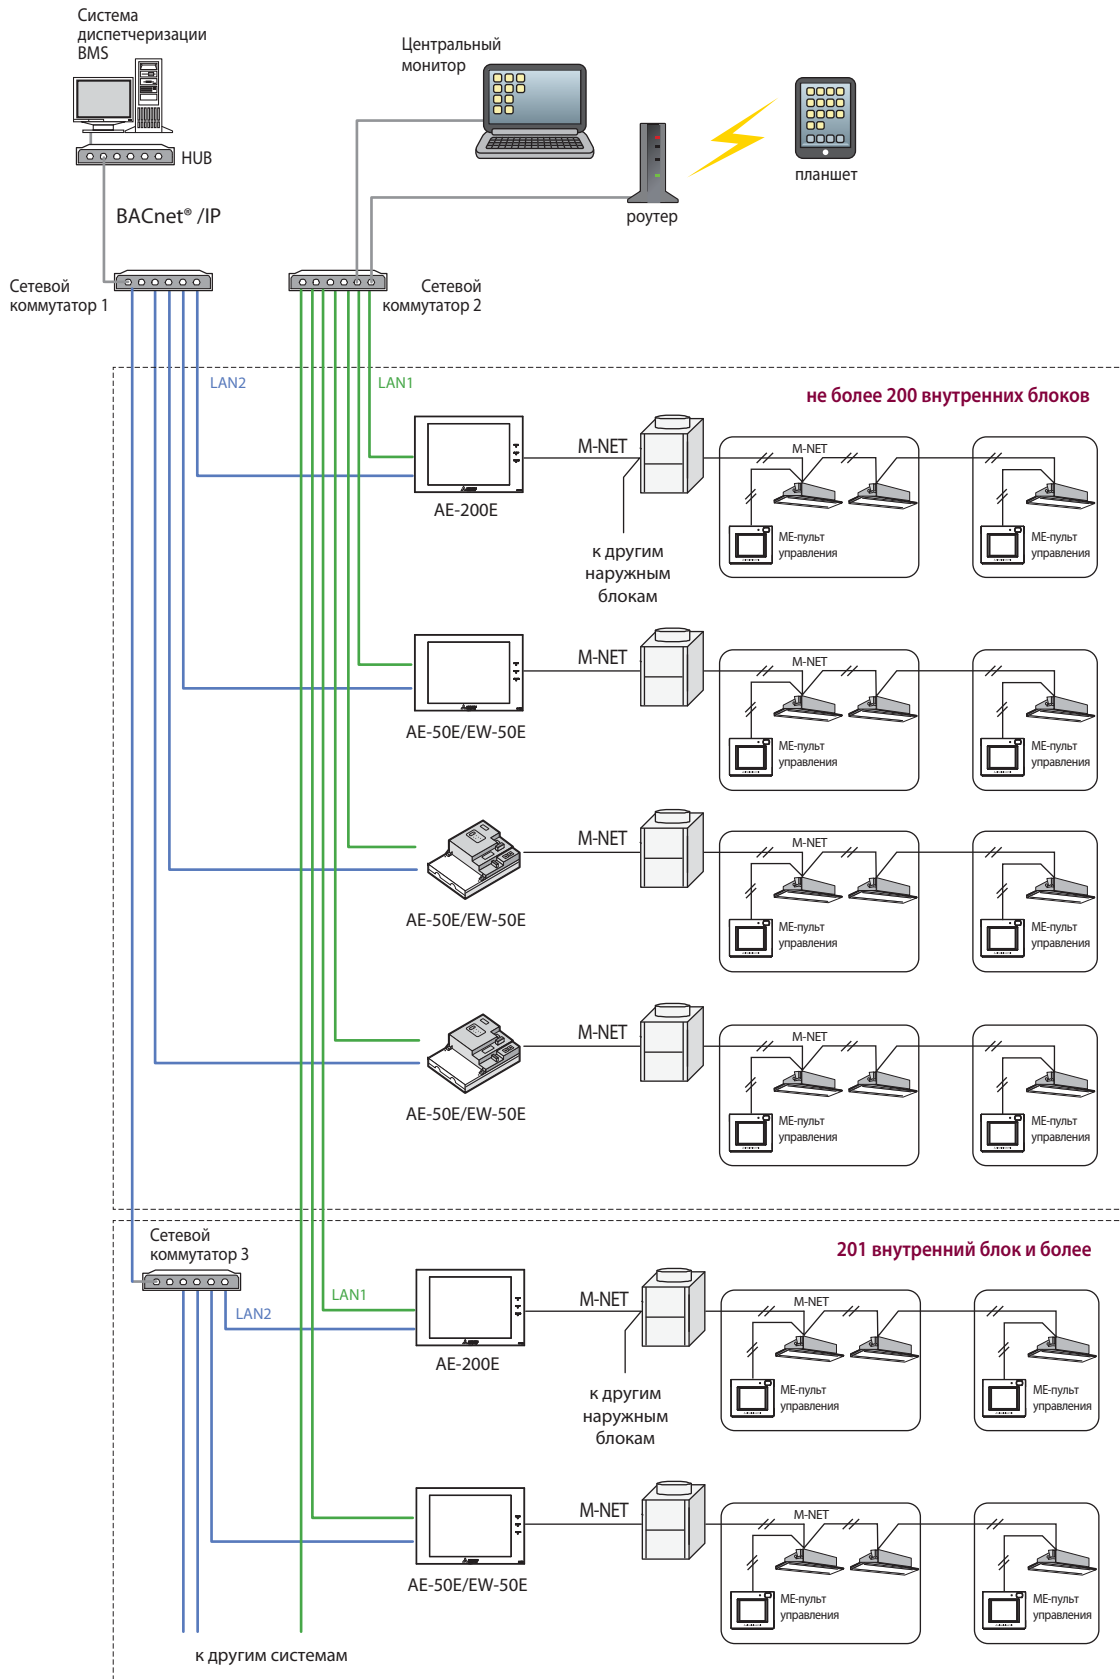 Система
диспетчеризации
BMS
HUB
BACnet® /IP
Центральный
монитор
роутер
планшет
Сетевой
коммутатор 1
Сетевой
коммутатор 2
LAN2
LAN1
не более 200 внутренних блоков
AE-200E
M-NET
к другим
наружным
блокам
M-NET
ME-пульт
управления
ME-пульт
управления
AE-50E/EW-50E
M-NET
M-NET
ME-пульт
управления
ME-пульт
управления
AE-50E/EW-50E
M-NET
M-NET
ME-пульт
управления
ME-пульт
управления
AE-50E/EW-50E
M-NET
M-NET
ME-пульт
управления
ME-пульт
управления
Сетевой
коммутатор 3
201 внутренний блок и более
LAN2
LAN1
AE-200E
M-NET
к другим
наружным
блокам
M-NET
ME-пульт
управления
ME-пульт
управления
AE-50E/EW-50E
M-NET
M-NET
ME-пульт
управления
ME-пульт
управления
к другим системам